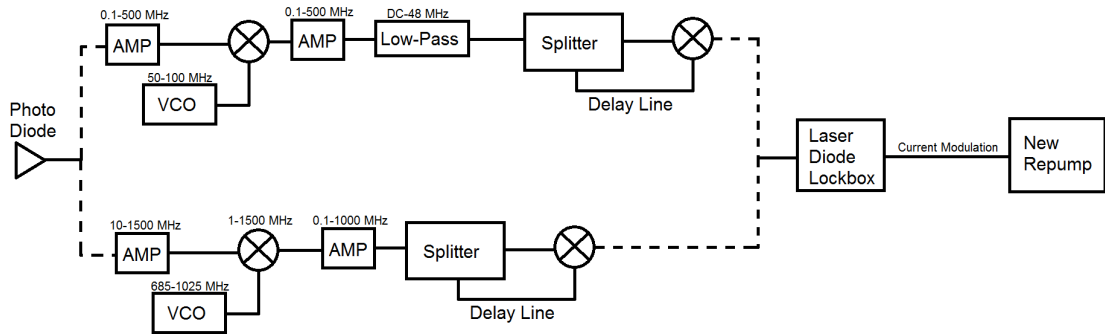 0.1-500 MHz
AMP
0.1-500 MHz
AMP
DC-48 MHz
Low-Pass
Splitter
50-100 MHz
VCO
Delay Line
Photo
Diode
Laser
Diode
Lockbox
Current Modulation
New
Repump
10-1500 MHz
AMP
1-1500 MHz
0.1-1000 MHz
AMP
Splitter
685-1025 MHz
VCO
Delay Line